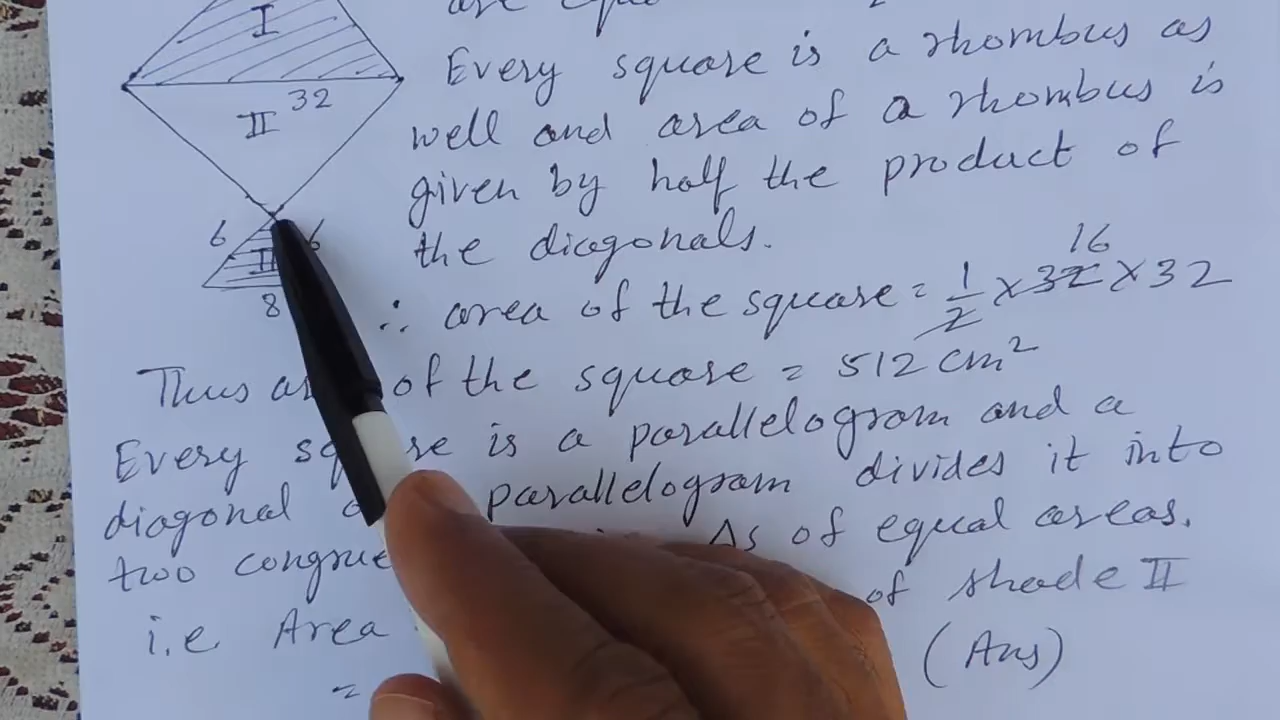 I
are
Every square is a rhombus as
32
II
well and area of a rhombus is
given by half the product of
6
6
the diagonals.
8
16
∴ area of the square = 1/2 × 32 × 32
Thus of the square = 512 cm²
Every is a parallelogram and a
diagonal parallelogram divides it into
two Δs of equal areas.
i.e Area of shade II
= (Ans)